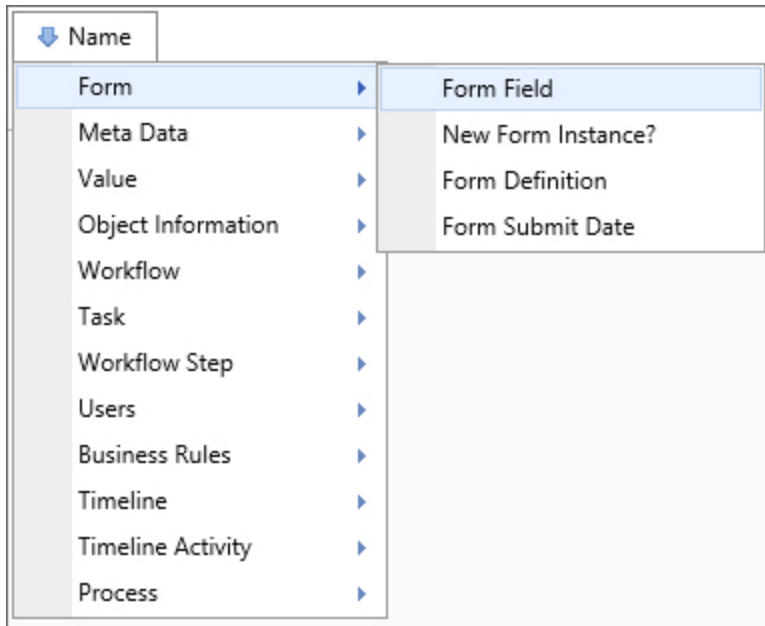 Name
Form
Meta Data
Value
Object Information
Workflow
Task
Workflow Step
Users
Business Rules
Timeline
Timeline Activity
Process
Form Field
New Form Instance?
Form Definition
Form Submit Date